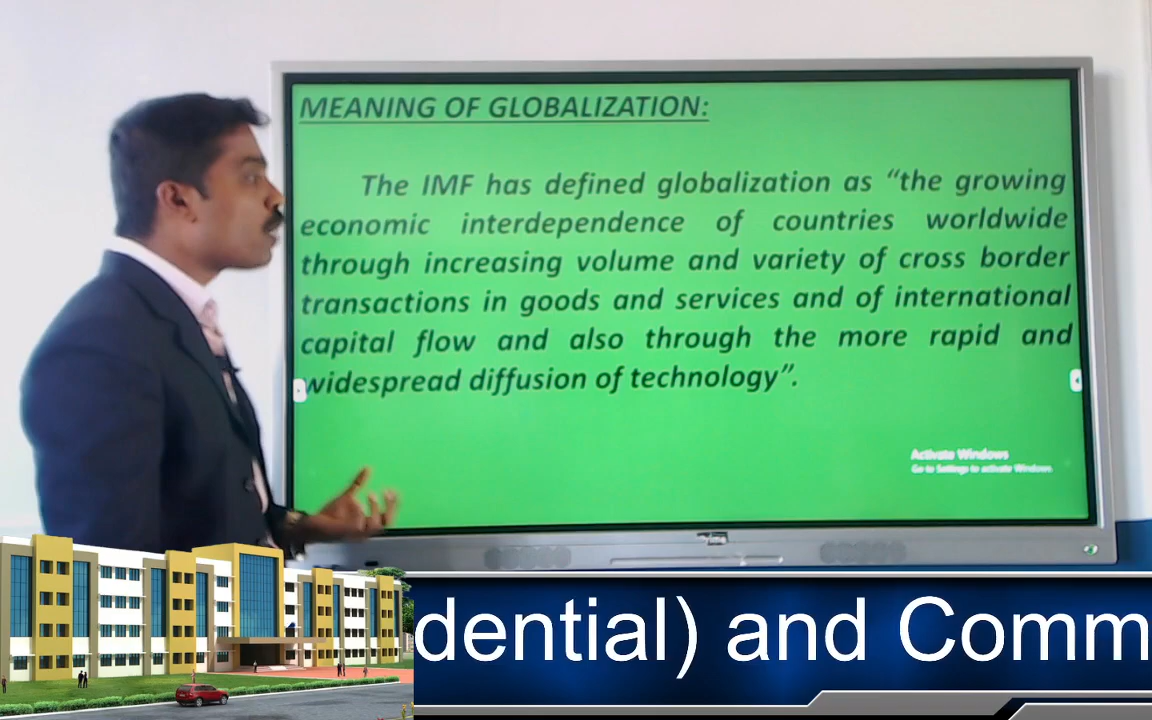 MEANING OF GLOBALIZATION:
The IMF has defined globalization as “the growing
economic interdependence of countries worldwide
through increasing volume and variety of cross border
transactions in goods and services and of international
capital flow and also through the more rapid and
widespread diffusion of technology”.
Activate Windows
Go to Settings to activate Windows.
dential) and Comm